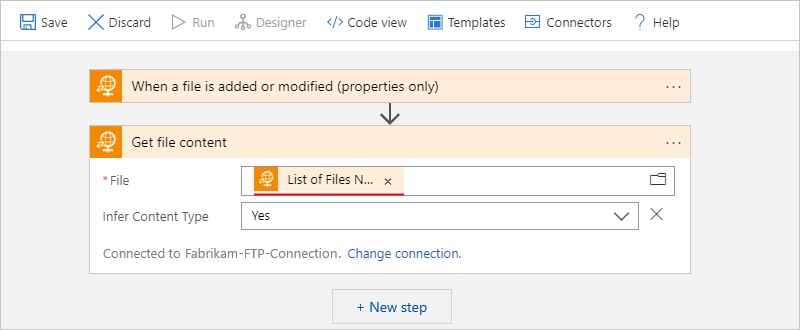 Save Discard Run Designer Code view Templates Connectors ? Help
When a file is added or modified (properties only) ...
Get file content ...
* File List of Files N... ×
Infer Content Type Yes
Connected to Fabrikam-FTP-Connection. Change connection.
+ New step